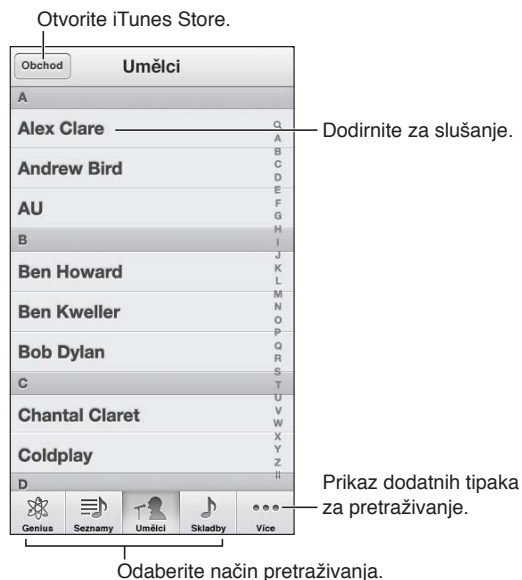 Otvorite iTunes Store.
Obchod
Umělci
A
Alex Clare
Dodirnite za slušanje.
Andrew Bird
AU
B
Ben Howard
Ben Kweller
Bob Dylan
C
Chantal Claret
Coldplay
D
A
B
C
D
E
F
G
H
I
J
K
L
M
N
O
P
Q
R
S
T
U
V
W
X
Y
Z
#
Prikaz dodatnih tipaka
za pretraživanje.
Genius
Seznamy
Umělci
Skladby
Více
Odaberite način pretraživanja.